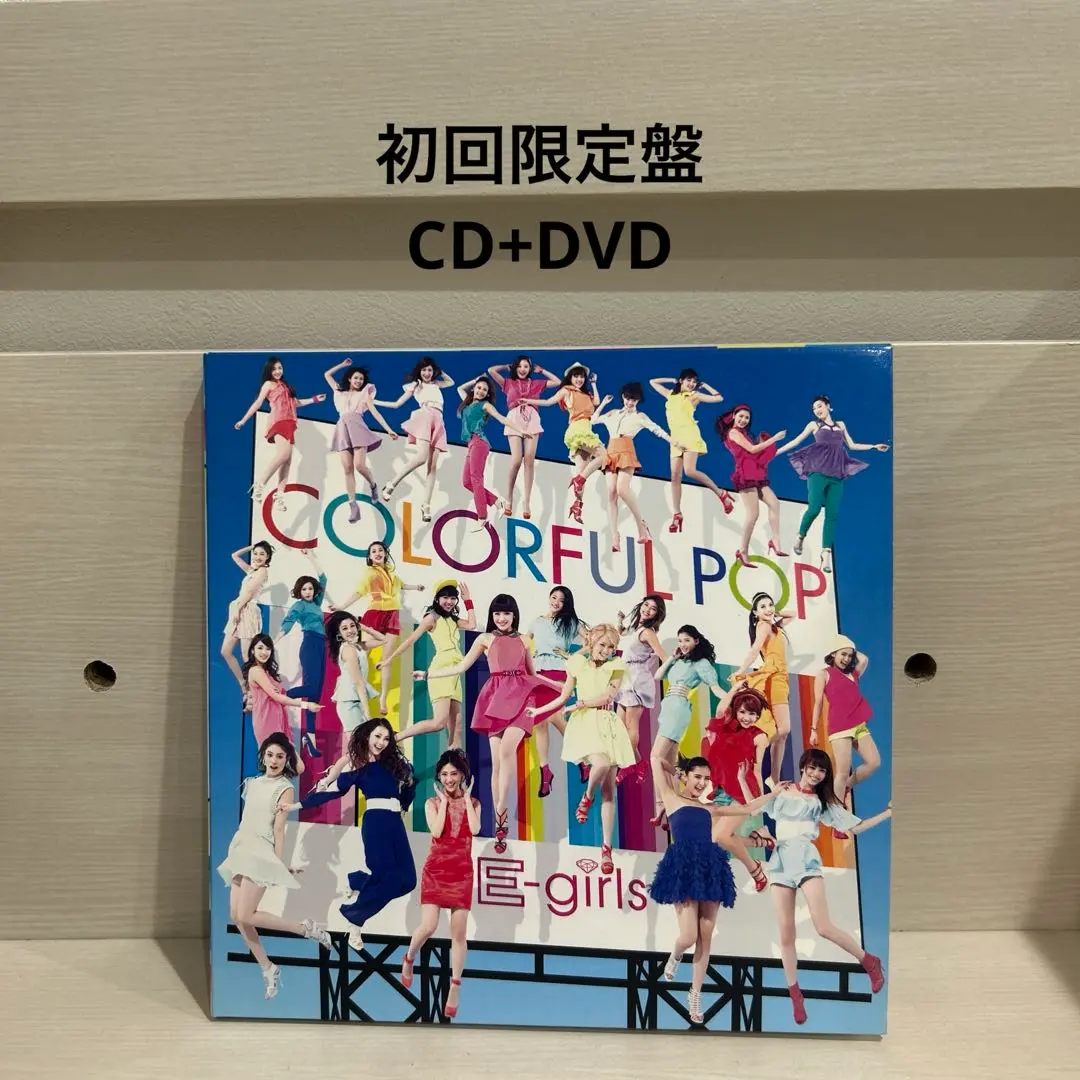 初回限定盤
CD+DVD
COLORFUL POP
E-girls